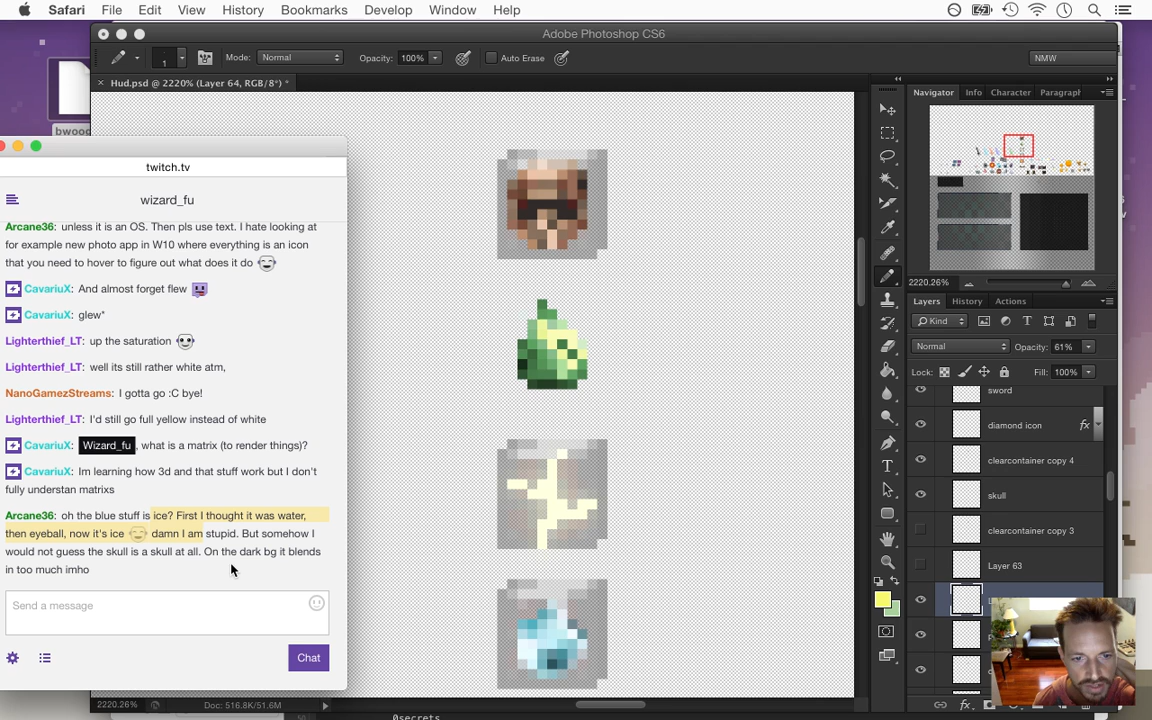 Safari File Edit View History Bookmarks Develop Window Help
Adobe Photoshop CS6
1 Mode: Normal Opacity: 100% Auto Erase NMW
× Hud.psd @ 2220% (Layer 64, RGB/8*) *
Navigator Info Character Paragraph
2220.26%
Layers History Actions
Kind
Normal Opacity: 61%
Lock: Fill: 100%
sword
diamond icon fx
clearcontainer copy 4
skull
clearcontainer copy 3
Layer 63
twitch.tv
wizard_fu
Arcane36: unless it is an OS. Then pls use text. I hate looking at
for example new photo app in W10 where everything is an icon
that you need to hover to figure out what does it do
CavariuX: And almost forget flew
CavariuX: glew*
Lighterthief_LT: up the saturation
Lighterthief_LT: well its still rather white atm,
NanoGamezStreams: I gotta go :C bye!
Lighterthief_LT: I'd still go full yellow instead of white
CavariuX: Wizard_fu, what is a matrix (to render things)?
CavariuX: Im learning how 3d and that stuff work but I don't
fully understan matrixs
Arcane36: oh the blue stuff is ice? First I thought it was water,
then eyeball, now it's ice damn I am stupid. But somehow I
would not guess the skull is a skull at all. On the dark bg it blends
in too much imho
Send a message
Chat
2220.26% Doc: 516.8K/51.6M
0secrets